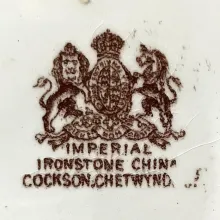 IMPERIAL
IRONSTONE CHINA
COCKSON.CHETWYND.